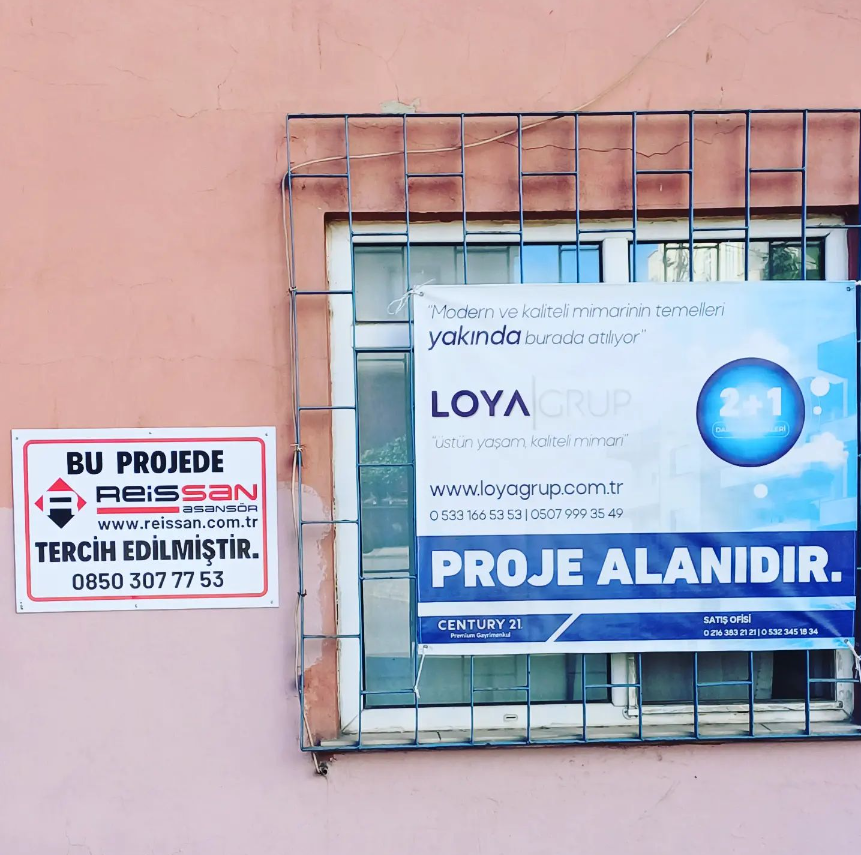 BU PROJEDE
REISSAN
ASANSÖR
www.reissan.com.tr
TERCİH EDİLMİŞTİR.
0850 307 77 53
"Modern ve kaliteli mimarinin temelleri
yakında burada atılıyor"
LOYA|GRUP
"üstün yaşam, kaliteli mimari"
2+1
www.loyagrup.com.tr
0 533 166 53 53 | 0507 999 35 49
PROJE ALANIDIR.
CENTURY 21
Premium Gayrimenkul
SATIŞ OFİSİ
0 216 383 21 21 | 0 532 345 18 34